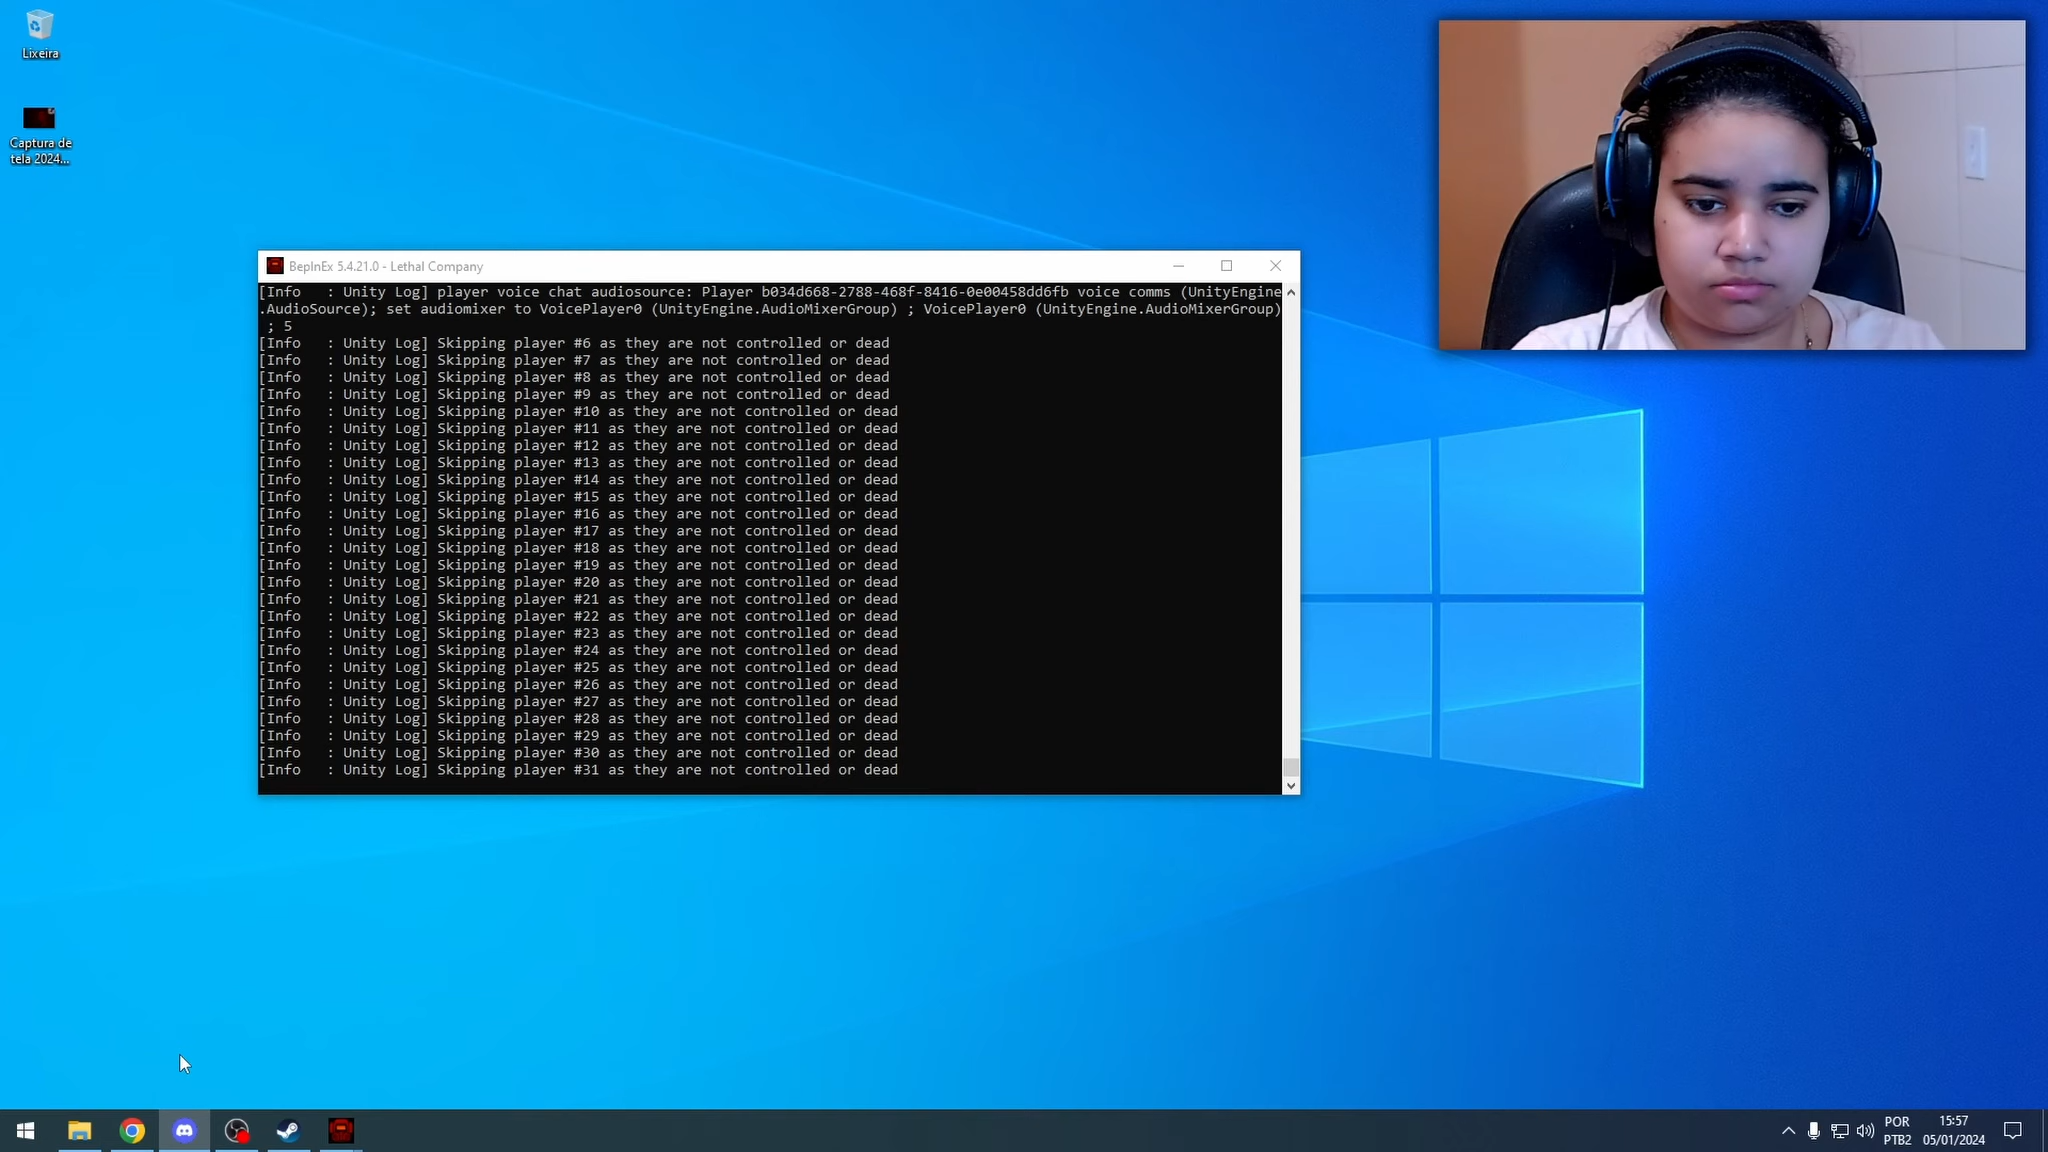 Lixeira
Captura de
tela 2024...
BepInEx 5.4.21.0 - Lethal Company
[Info   : Unity Log] player voice chat audiosource: Player b034d668-2788-468f-8416-0e00458dd6fb voice comms (UnityEngine
.AudioSource); set audiomixer to VoicePlayer0 (UnityEngine.AudioMixerGroup) ; VoicePlayer0 (UnityEngine.AudioMixerGroup)
 ; 5
[Info   : Unity Log] Skipping player #6 as they are not controlled or dead
[Info   : Unity Log] Skipping player #7 as they are not controlled or dead
[Info   : Unity Log] Skipping player #8 as they are not controlled or dead
[Info   : Unity Log] Skipping player #9 as they are not controlled or dead
[Info   : Unity Log] Skipping player #10 as they are not controlled or dead
[Info   : Unity Log] Skipping player #11 as they are not controlled or dead
[Info   : Unity Log] Skipping player #12 as they are not controlled or dead
[Info   : Unity Log] Skipping player #13 as they are not controlled or dead
[Info   : Unity Log] Skipping player #14 as they are not controlled or dead
[Info   : Unity Log] Skipping player #15 as they are not controlled or dead
[Info   : Unity Log] Skipping player #16 as they are not controlled or dead
[Info   : Unity Log] Skipping player #17 as they are not controlled or dead
[Info   : Unity Log] Skipping player #18 as they are not controlled or dead
[Info   : Unity Log] Skipping player #19 as they are not controlled or dead
[Info   : Unity Log] Skipping player #20 as they are not controlled or dead
[Info   : Unity Log] Skipping player #21 as they are not controlled or dead
[Info   : Unity Log] Skipping player #22 as they are not controlled or dead
[Info   : Unity Log] Skipping player #23 as they are not controlled or dead
[Info   : Unity Log] Skipping player #24 as they are not controlled or dead
[Info   : Unity Log] Skipping player #25 as they are not controlled or dead
[Info   : Unity Log] Skipping player #26 as they are not controlled or dead
[Info   : Unity Log] Skipping player #27 as they are not controlled or dead
[Info   : Unity Log] Skipping player #28 as they are not controlled or dead
[Info   : Unity Log] Skipping player #29 as they are not controlled or dead
[Info   : Unity Log] Skipping player #30 as they are not controlled or dead
[Info   : Unity Log] Skipping player #31 as they are not controlled or dead
POR
PTB2
15:57
05/01/2024